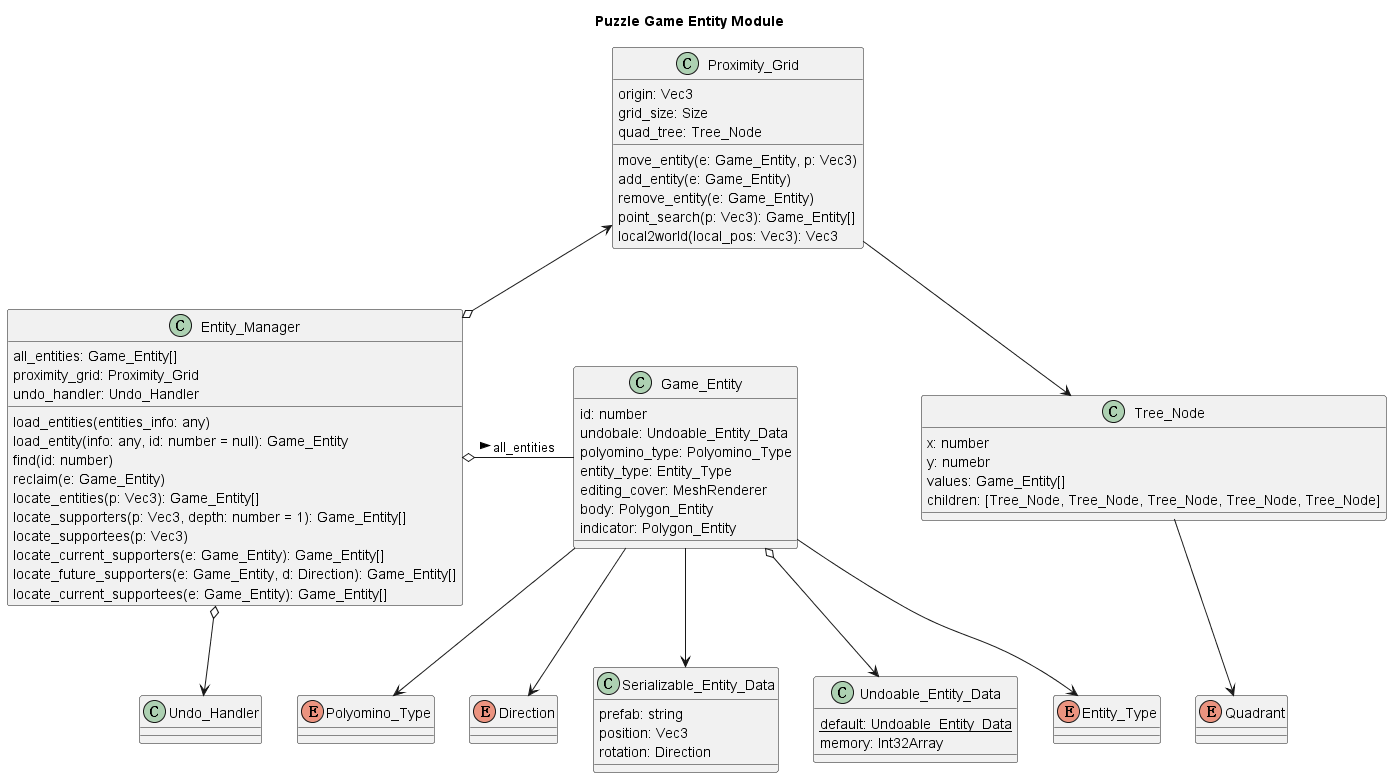 Puzzle Game Entity Module
C Proximity_Grid
origin: Vec3
grid_size: Size
quad_tree: Tree_Node
move_entity(e: Game_Entity, p: Vec3)
add_entity(e: Game_Entity)
remove_entity(e: Game_Entity)
point_search(p: Vec3): Game_Entity[]
local2world(local_pos: Vec3): Vec3
C Entity_Manager
all_entities: Game_Entity[]
proximity_grid: Proximity_Grid
undo_handler: Undo_Handler
load_entities(entities_info: any)
load_entity(info: any, id: number = null): Game_Entity
find(id: number)
reclaim(e: Game_Entity)
locate_entities(p: Vec3): Game_Entity[]
locate_supporters(p: Vec3, depth: number = 1): Game_Entity[]
locate_supportees(p: Vec3)
locate_current_supporters(e: Game_Entity): Game_Entity[]
locate_future_supporters(e: Game_Entity, d: Direction): Game_Entity[]
locate_current_supportees(e: Game_Entity): Game_Entity[]
all_entities
C Game_Entity
id: number
undobale: Undoable_Entity_Data
polyomino_type: Polyomino_Type
entity_type: Entity_Type
editing_cover: MeshRenderer
body: Polygon_Entity
indicator: Polygon_Entity
C Tree_Node
x: number
y: numebr
values: Game_Entity[]
children: [Tree_Node, Tree_Node, Tree_Node, Tree_Node, Tree_Node]
C Undo_Handler
E Polyomino_Type
E Direction
C Serializable_Entity_Data
prefab: string
position: Vec3
rotation: Direction
C Undoable_Entity_Data
default: Undoable_Entity_Data
memory: Int32Array
E Entity_Type
E Quadrant